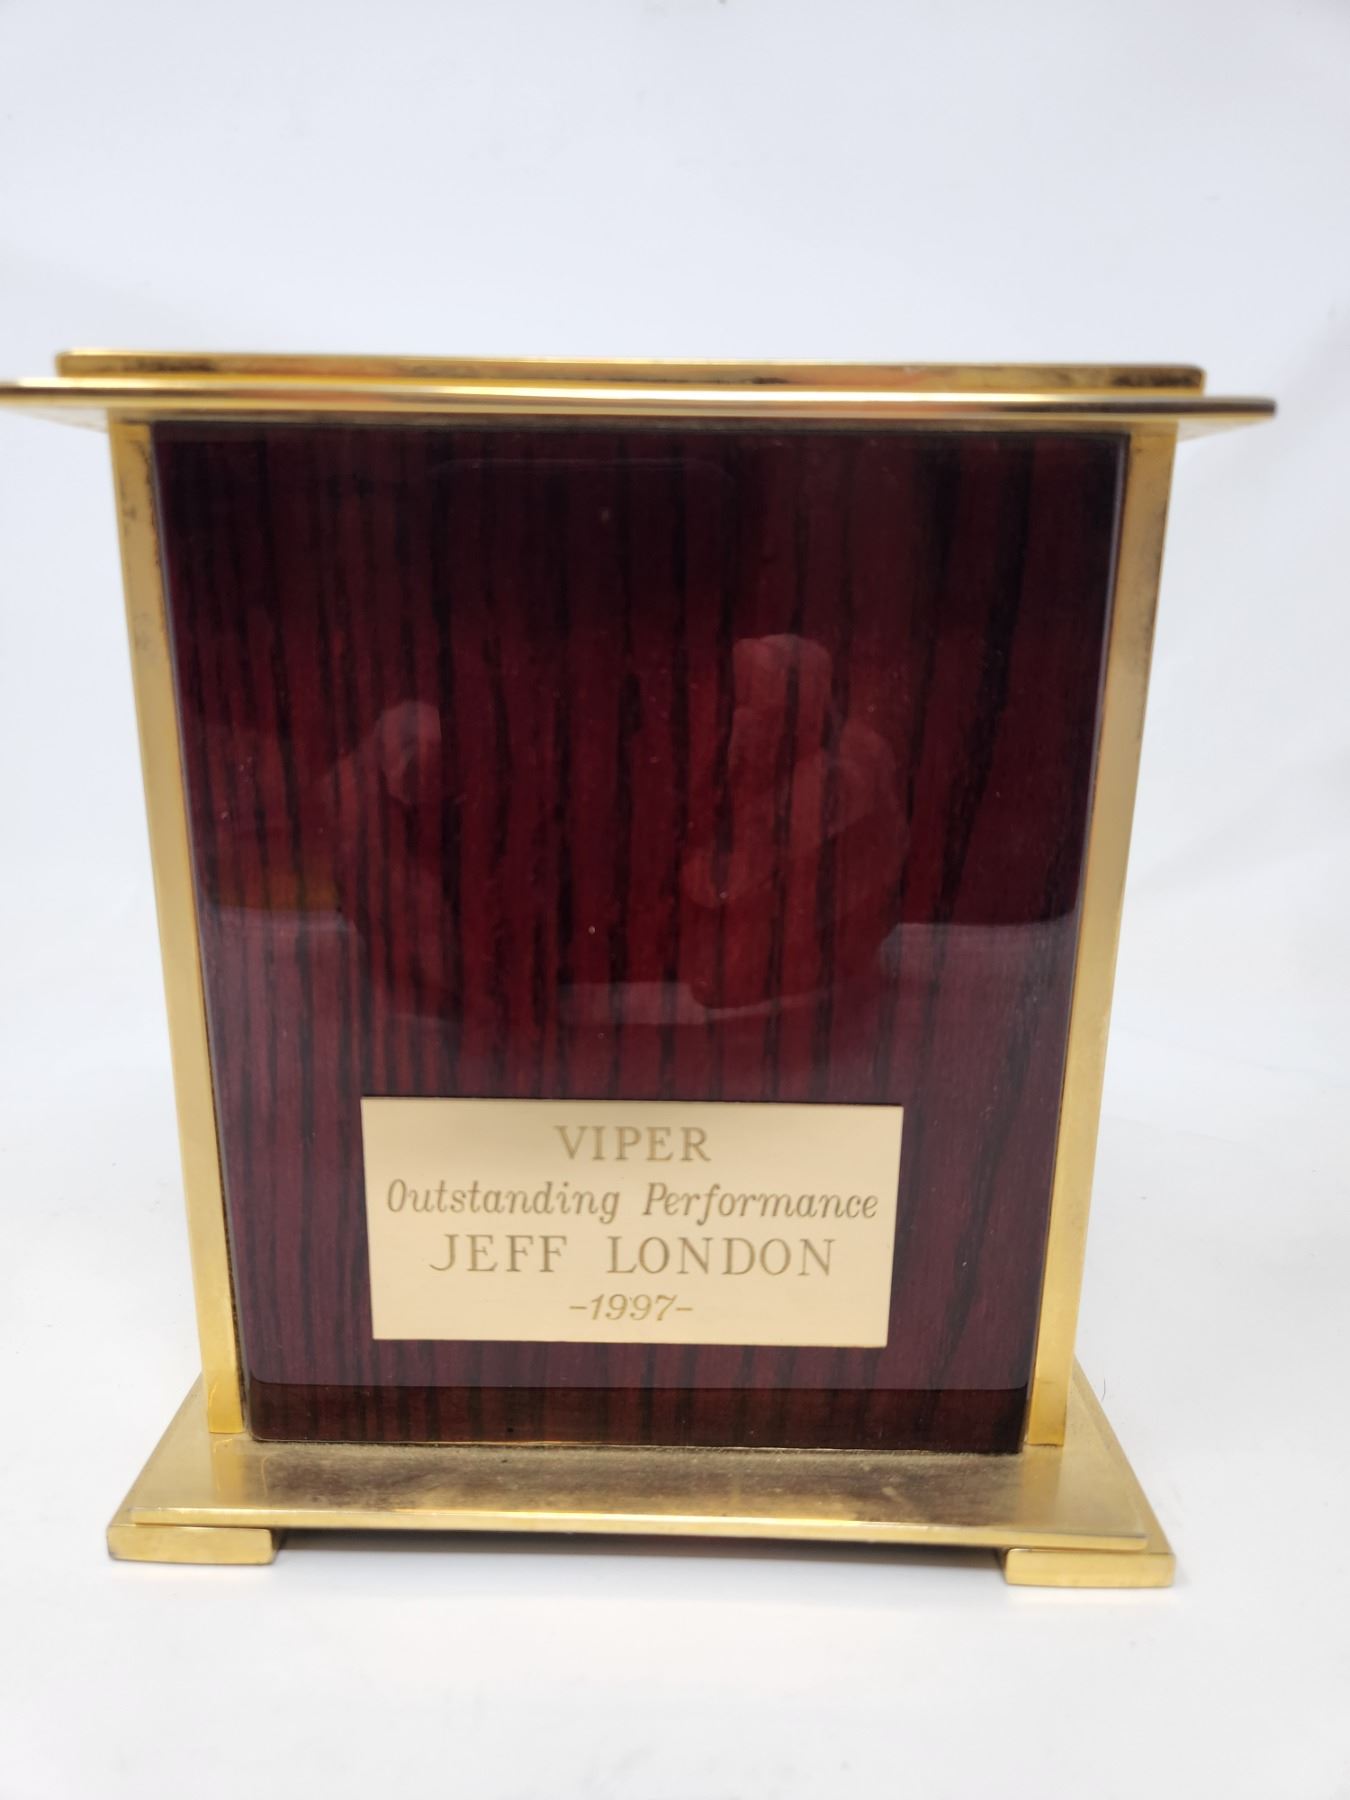 VIPER
Outstanding Performance
JEFF LONDON
-1997-